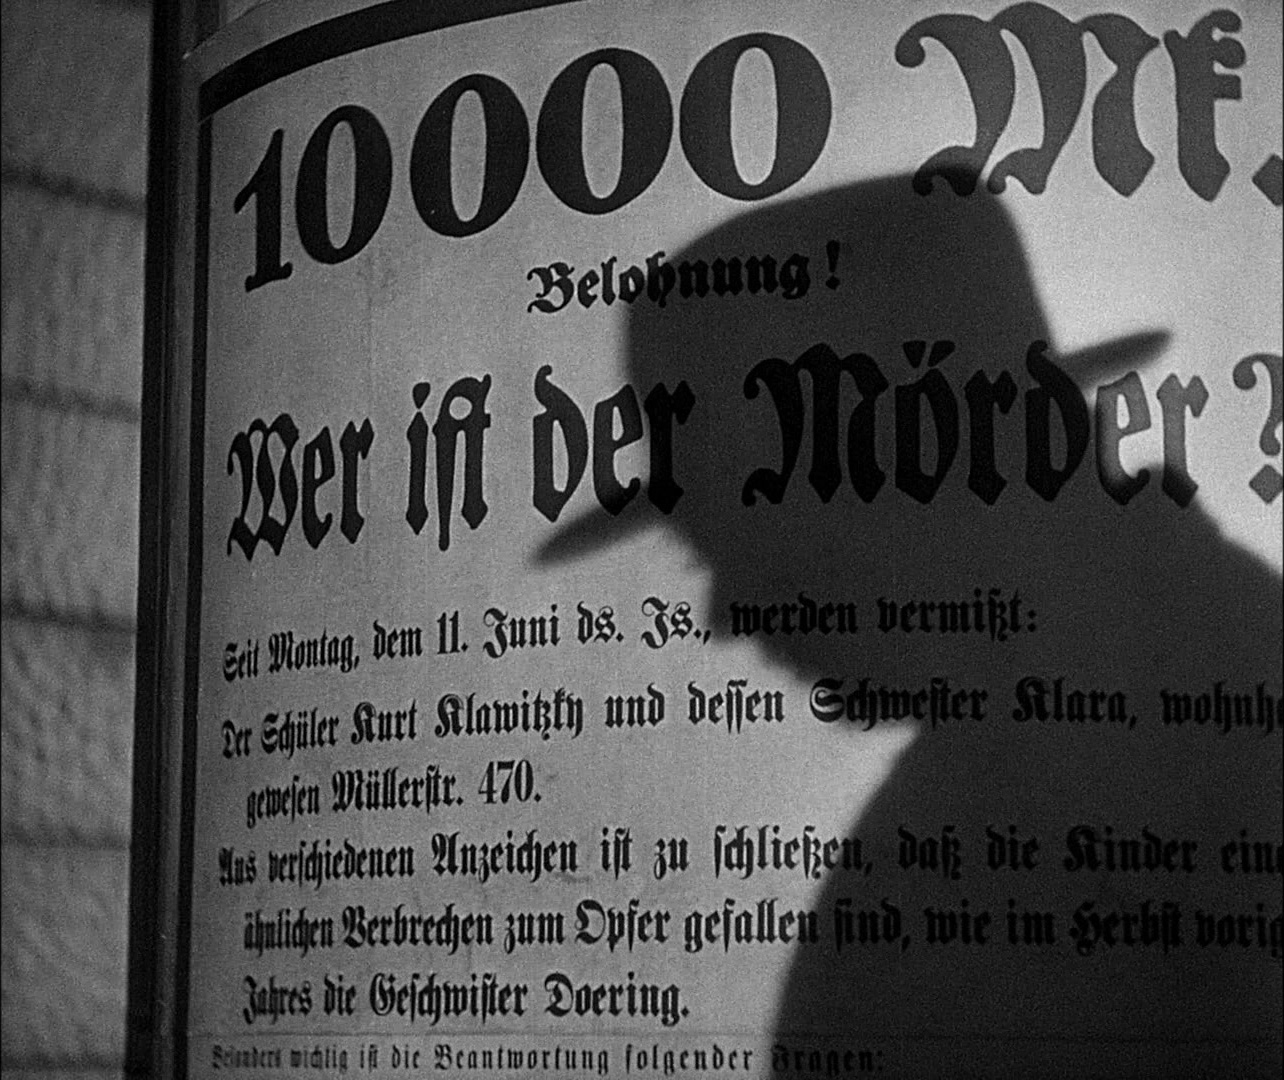 10000 Mk.
Belohnung!
Wer ist der Mörder?
Seit Montag, dem 11. Juni ds. Js., werden vermißt:
Der Schüler Kurt Klawitzky und dessen Schwester Klara, wohnh
gewesen Müllerstr. 470.
Aus verschiedenen Anzeichen ist zu schließen, daß die Kinder eine
ähnlichen Verbrechen zum Opfer gefallen sind, wie im Herbst vorig
Jahres die Geschwister Doering.
Besonders wichtig ist die Beantwortung folgender Fragen: